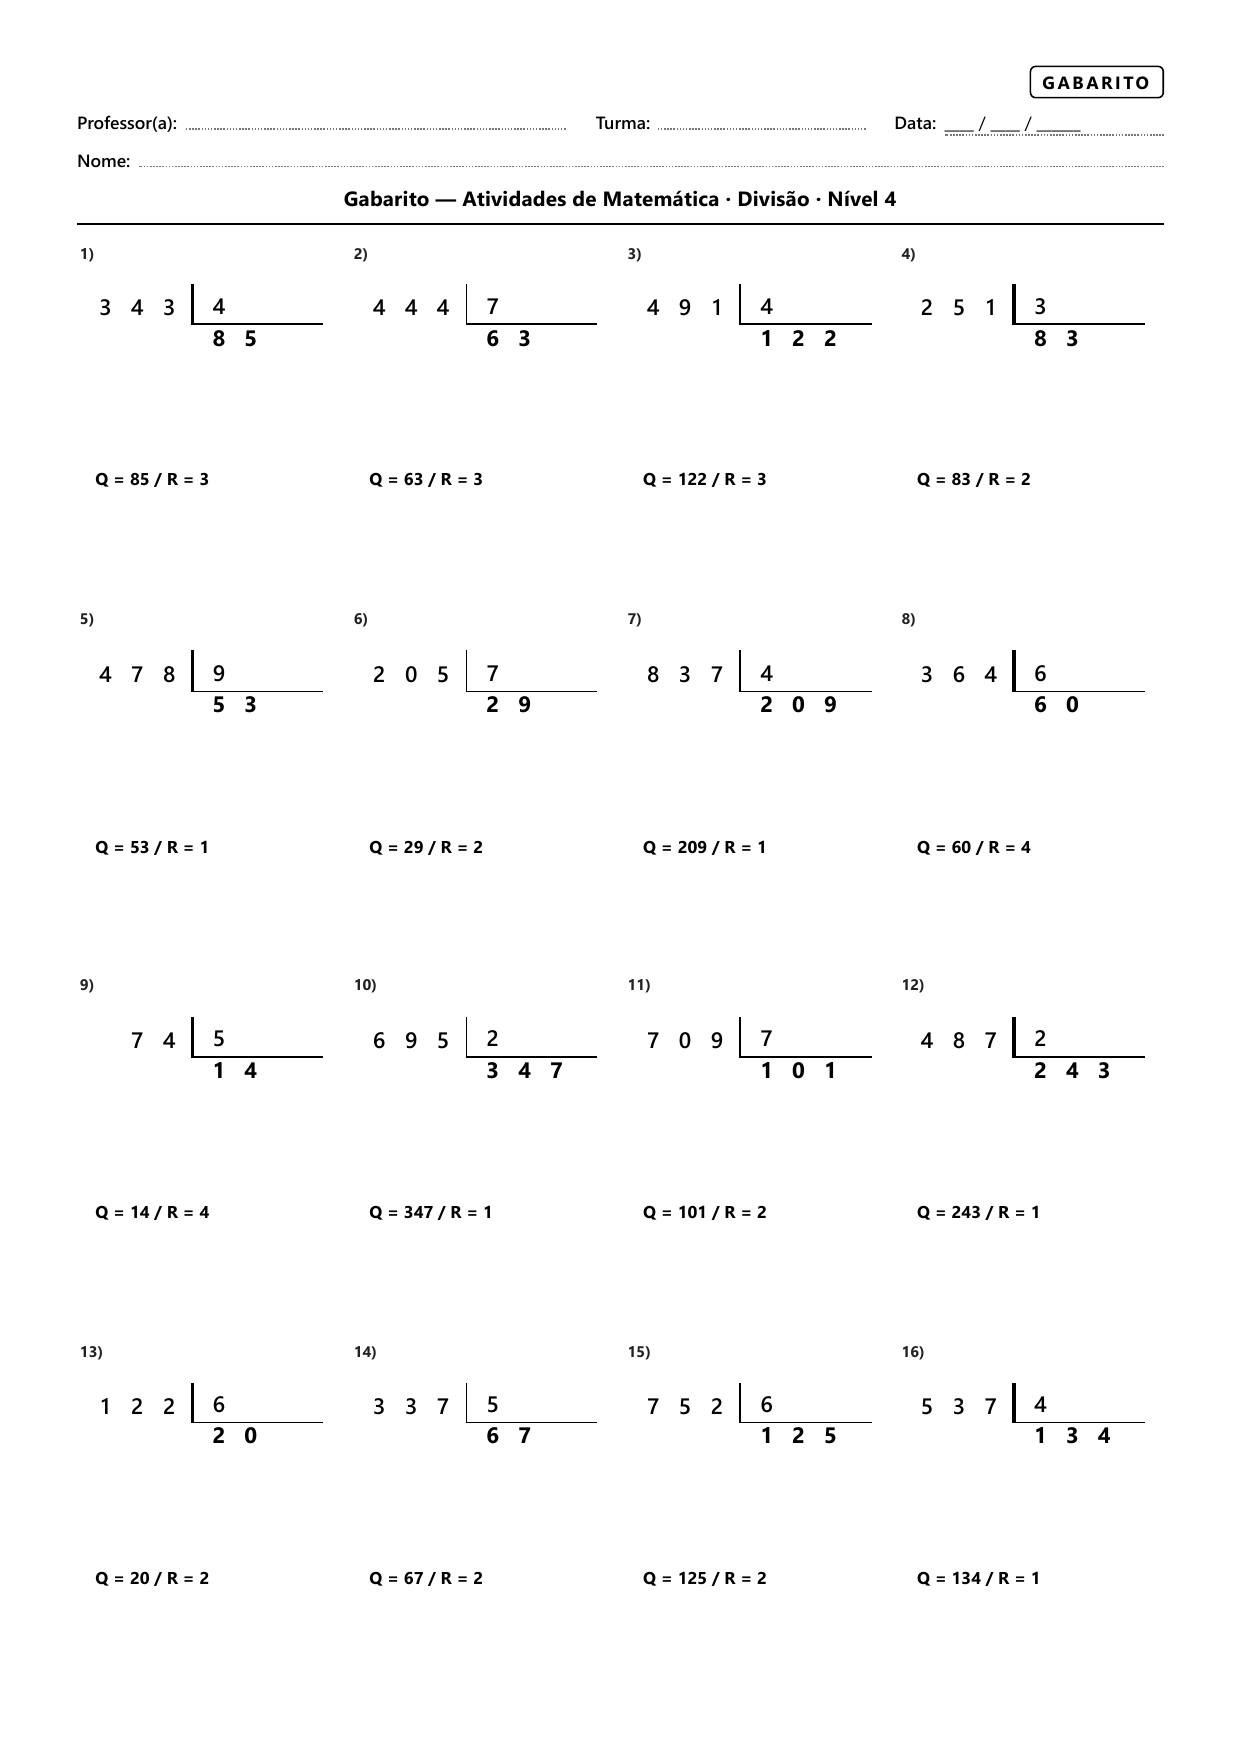 GABARITO
Professor(a): Turma: Data: ___ / ___ / _____
Nome:
Gabarito — Atividades de Matemática · Divisão · Nível 4
1) 2) 3) 4)
3 4 3 4 4 4 4 7 4 9 1 4 2 5 1 3
8 5 6 3 1 2 2 8 3
Q = 85 / R = 3 Q = 63 / R = 3 Q = 122 / R = 3 Q = 83 / R = 2
5) 6) 7) 8)
4 7 8 9 2 0 5 7 8 3 7 4 3 6 4 6
5 3 2 9 2 0 9 6 0
Q = 53 / R = 1 Q = 29 / R = 2 Q = 209 / R = 1 Q = 60 / R = 4
9) 10) 11) 12)
7 4 5 6 9 5 2 7 0 9 7 4 8 7 2
1 4 3 4 7 1 0 1 2 4 3
Q = 14 / R = 4 Q = 347 / R = 1 Q = 101 / R = 2 Q = 243 / R = 1
13) 14) 15) 16)
1 2 2 6 3 3 7 5 7 5 2 6 5 3 7 4
2 0 6 7 1 2 5 1 3 4
Q = 20 / R = 2 Q = 67 / R = 2 Q = 125 / R = 2 Q = 134 / R = 1